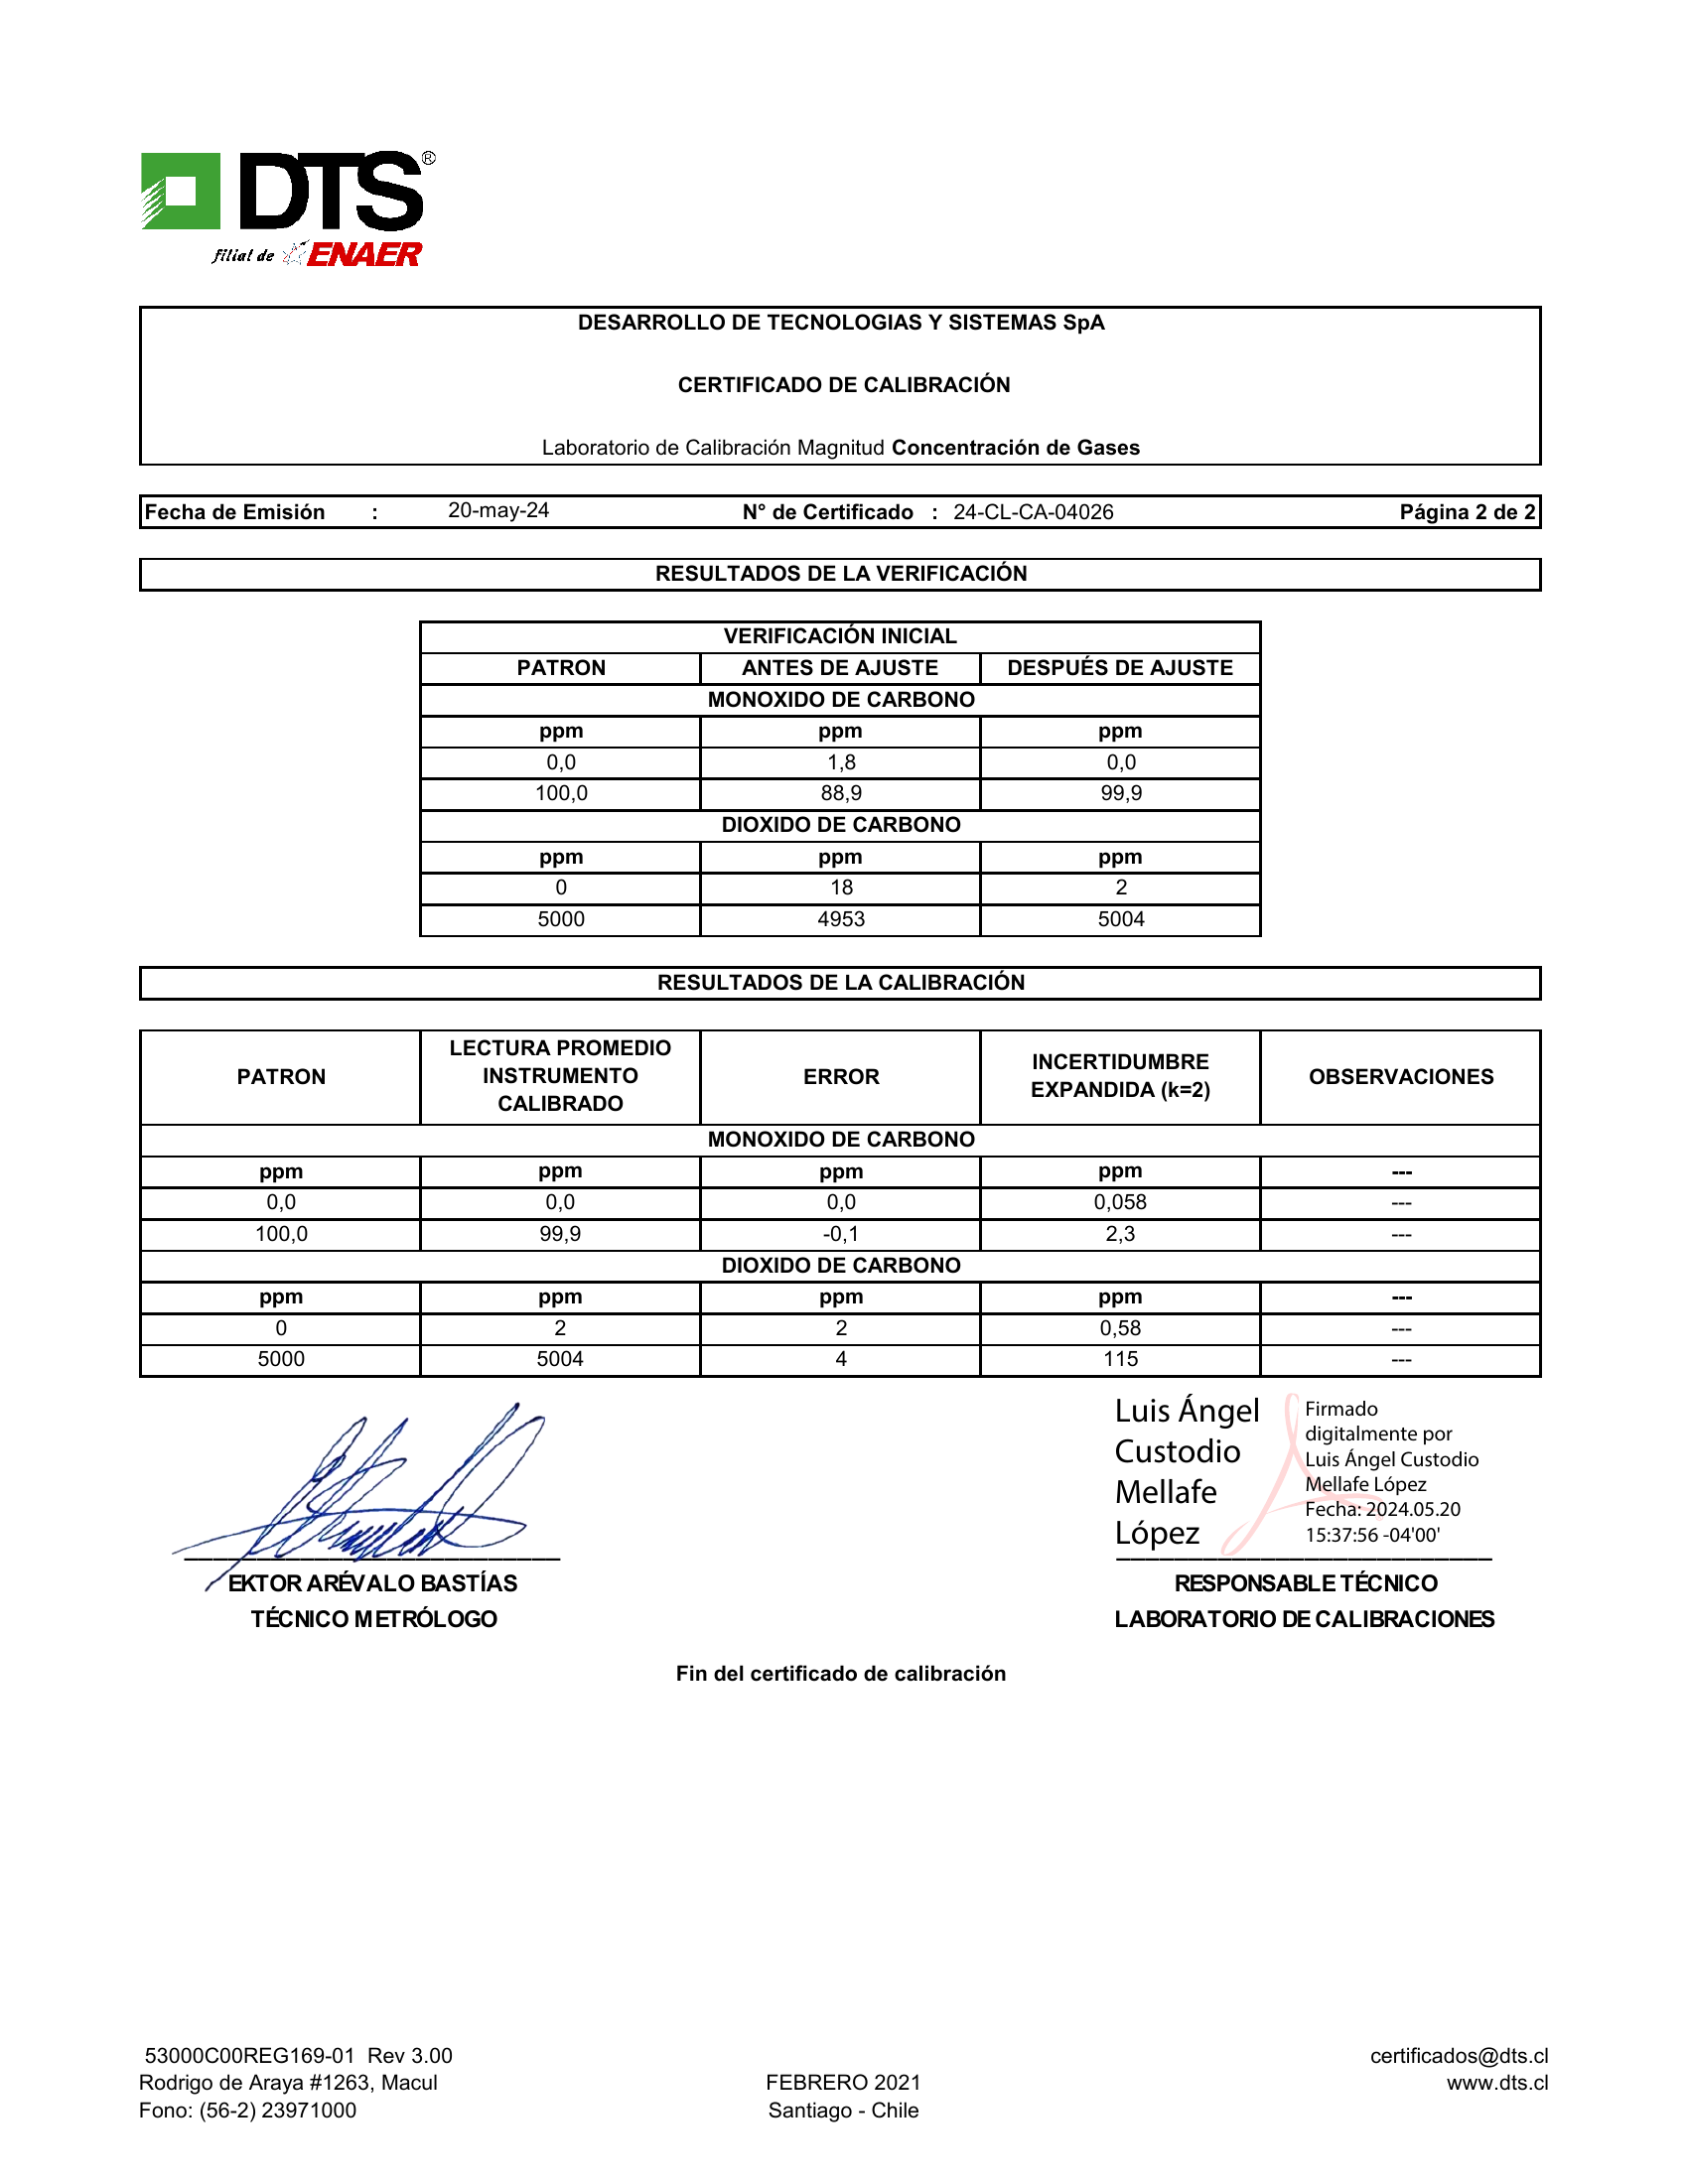 DTS®
filial de ENAER
DESARROLLO DE TECNOLOGIAS Y SISTEMAS SpA
CERTIFICADO DE CALIBRACIÓN
Laboratorio de Calibración Magnitud Concentración de Gases
Fecha de Emisión : 20-may-24 N° de Certificado : 24-CL-CA-04026 Página 2 de 2
RESULTADOS DE LA VERIFICACIÓN
VERIFICACIÓN INICIAL
PATRON ANTES DE AJUSTE DESPUÉS DE AJUSTE
MONOXIDO DE CARBONO
ppm ppm ppm
0,0 1,8 0,0
100,0 88,9 99,9
DIOXIDO DE CARBONO
ppm ppm ppm
0 18 2
5000 4953 5004
RESULTADOS DE LA CALIBRACIÓN
PATRON LECTURA PROMEDIO INSTRUMENTO CALIBRADO ERROR INCERTIDUMBRE EXPANDIDA (k=2) OBSERVACIONES
MONOXIDO DE CARBONO
ppm ppm ppm ppm ---
0,0 0,0 0,0 0,058 ---
100,0 99,9 -0,1 2,3 ---
DIOXIDO DE CARBONO
ppm ppm ppm ppm ---
0 2 2 0,58 ---
5000 5004 4 115 ---
Luis Ángel
Custodio
Mellafe
López
Firmado
digitalmente por
Luis Ángel Custodio
Mellafe López
Fecha: 2024.05.20
15:37:56 -04'00'
EKTOR ARÉVALO BASTÍAS
TÉCNICO METRÓLOGO
RESPONSABLE TÉCNICO
LABORATORIO DE CALIBRACIONES
Fin del certificado de calibración
53000C00REG169-01 Rev 3.00 certificados@dts.cl
Rodrigo de Araya #1263, Macul FEBRERO 2021 www.dts.cl
Fono: (56-2) 23971000 Santiago - Chile